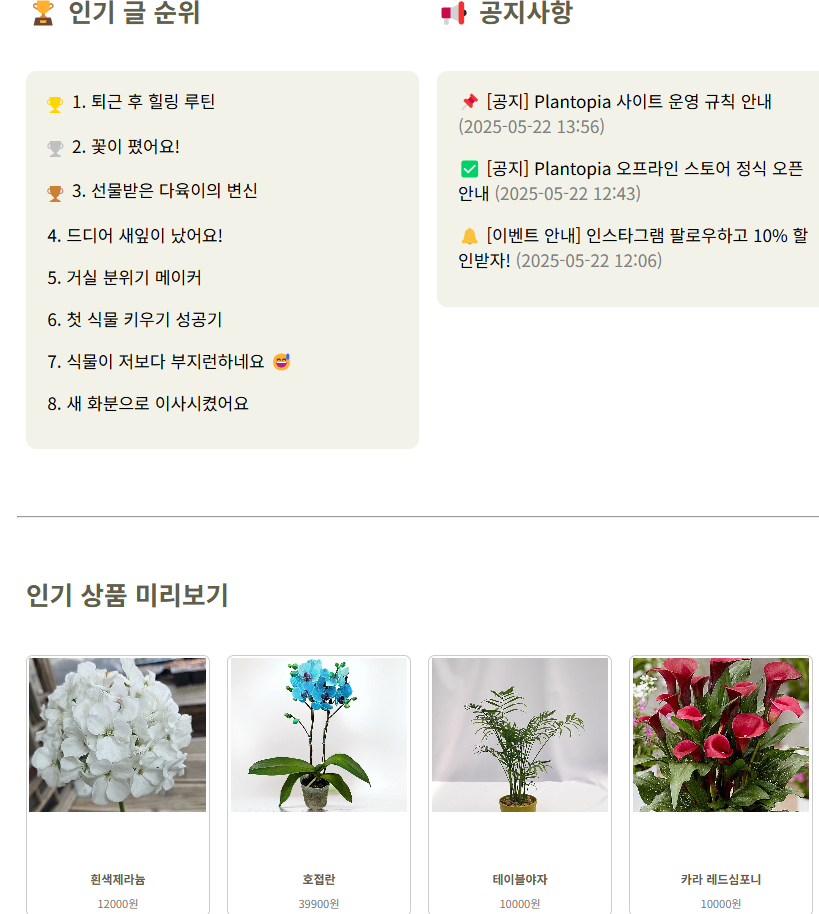 🏆 인기 글 순위
🏆 1. 퇴근 후 힐링 루틴
🏆 2. 꽃이 폈어요!
🏆 3. 선물받은 다육이의 변신
4. 드디어 새잎이 났어요!
5. 거실 분위기 메이커
6. 첫 식물 키우기 성공기
7. 식물이 저보다 부지런하네요 😅
8. 새 화분으로 이사시켰어요
📢 공지사항
📌 [공지] Plantopia 사이트 운영 규칙 안내
(2025-05-22 13:56)
✅ [공지] Plantopia 오프라인 스토어 정식 오픈
안내 (2025-05-22 12:43)
🔔 [이벤트 안내] 인스타그램 팔로우하고 10% 할
인받자! (2025-05-22 12:06)
인기 상품 미리보기
흰색제라늄
12000원
호접란
39900원
테이블야자
10000원
카라 레드심포니
10000원